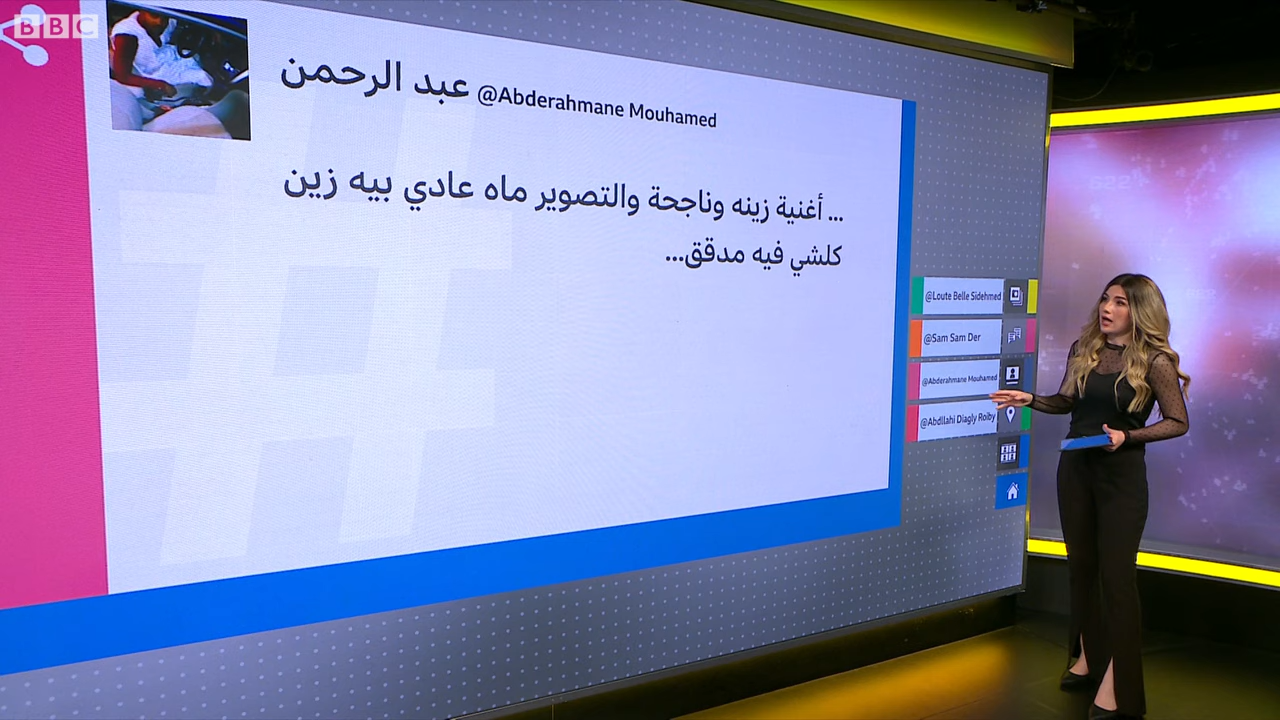 BBC
عبد الرحمن @Abderahmane Mouhamed
... أغنية زينه وناجحة والتصوير ماه عادي بيه زين
كلشي فيه مدقق...
@Loute Belle Sidehmed
@Sam Sam Der
@Abderahmane Mouhamed
@Abdllahi Diagly Roiby